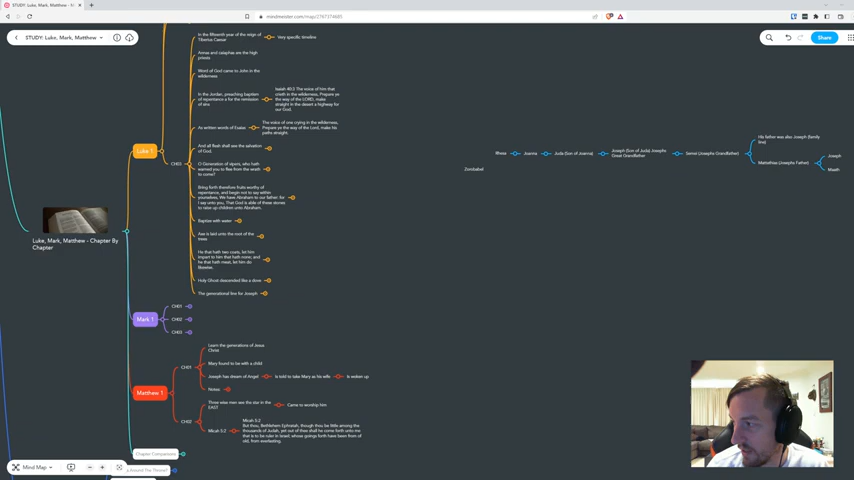 STUDY: Luke, Mark, Matthew - M
mindmeister.com/map/2767374685
STUDY: Luke, Mark, Matthew
Share
In the fifteenth year of the reign of
Tiberius Caesar
Very specific timeline
Annas and caiaphas are the high
priests
Word of God came to John in the
wilderness
In the Jordan, preaching baptism
of repentance a for the remission
of sins
Isaiah 40:3 The voice of him that
crieth in the wilderness, Prepare ye
the way of the LORD, make
straight in the desert a highway for
our God.
As written words of Esaias
The voice of one crying in the wilderness,
Prepare ye the way of the Lord, make his
paths straight.
And all flesh shall see the salvation
of God.
Luke 1
CH03
O Generation of vipers, who hath
warned you to flee from the wrath
to come?
Bring forth therefore fruits worthy of
repentance, and begin not to say within
yourselves, We have Abraham to our father: for
I say unto you, That God is able of these stones
to raise up children unto Abraham.
Baptize with water
Axe is laid unto the root of the
trees
He that hath two coats, let him
impart to him that hath none; and
he that hath meat, let him do
likewise.
Holy Ghost descended like a dove
The generational line for Joseph
Zorobabel
Rhesa
Joanna
Juda (Son of Joanna)
Joseph (Son of Juda) Josephs
Great Grandfather
Semei (Josephs Grandfather)
His father was also Joseph (family
line)
Mattathias (Josephs Father)
Joseph
Maath
Luke, Mark, Matthew - Chapter By
Chapter
Mark 1
CH01
CH02
CH03
Matthew 1
CH01
Learn the generations of Jesus
Christ
Mary found to be with a child
Joseph has dream of Angel
Is told to take Mary as his wife
Is woken up
Notes
CH02
Three wise men see the star in the
EAST
Came to worship him
Micah 5:2
Micah 5:2
But thou, Bethlehem Ephratah, though thou be little among the
thousands of Judah, yet out of thee shall he come forth unto me
that is to be ruler in Israel; whose goings forth have been from of
old, from everlasting.
Chapter Comparisons
Mind Map
Around The Throne?